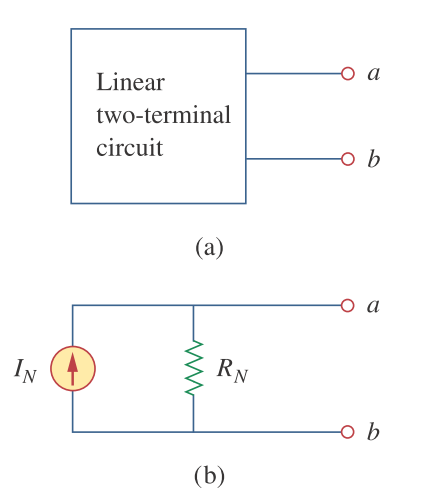 Linear
two-terminal
circuit
a
b
(a)
a
I_N
R_N
b
(b)